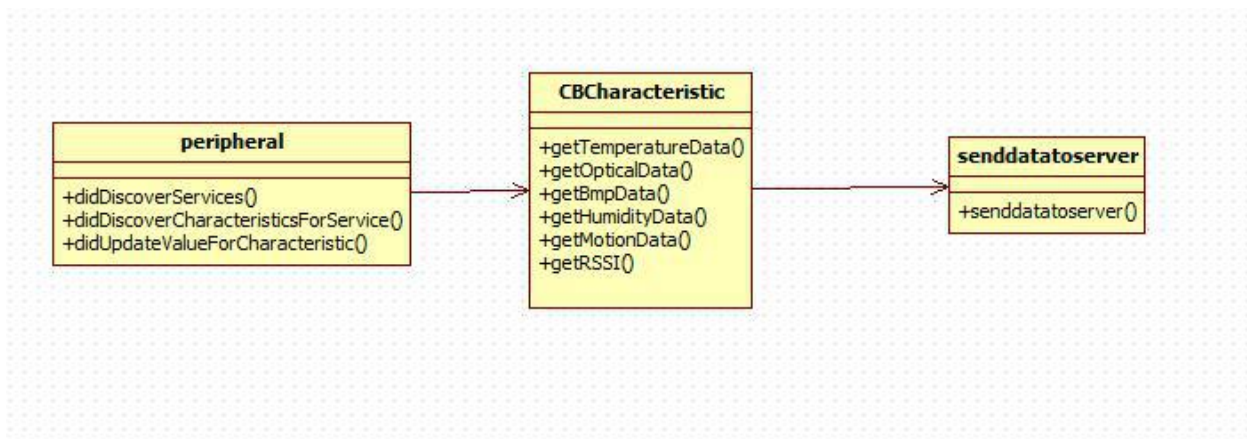 peripheral
+didDiscoverServices()
+didDiscoverCharacteristicsForService()
+didUpdateValueForCharacteristic()
CBCharacteristic
+getTemperatureData()
+getOpticalData()
+getBmpData()
+getHumidityData()
+getMotionData()
+getRSSI()
senddatatoserver
+senddatatoserver()